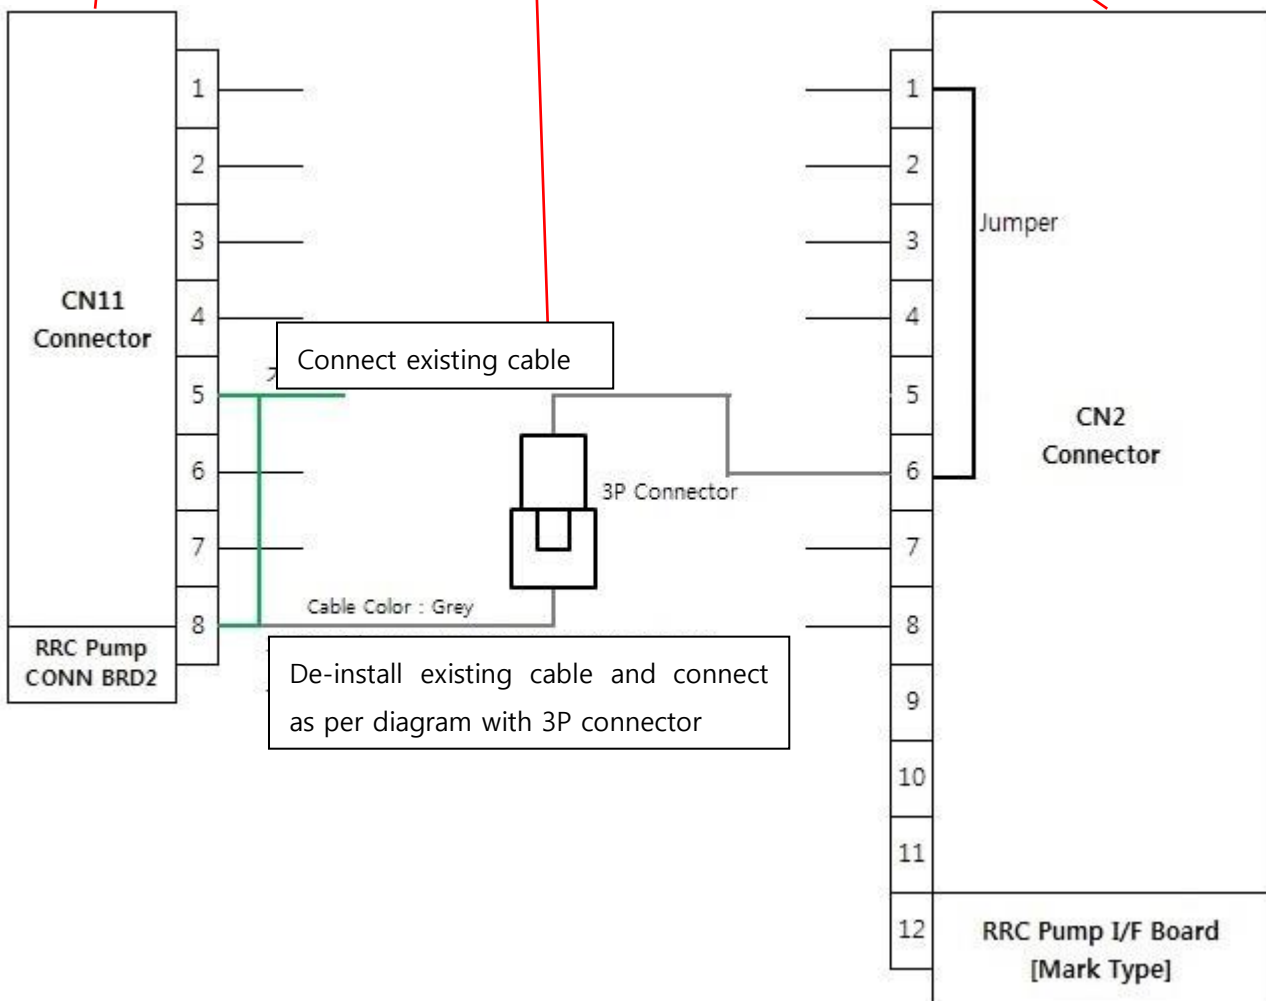 1
2
3
4
5
6
7
8
CN11
Connector
RRC Pump
CONN BRD2
Connect existing cable
3P Connector
Cable Color : Grey
De-install existing cable and connect
as per diagram with 3P connector
1
2
3
4
5
6
7
8
9
10
11
12
Jumper
CN2
Connector
RRC Pump I/F Board
[Mark Type]